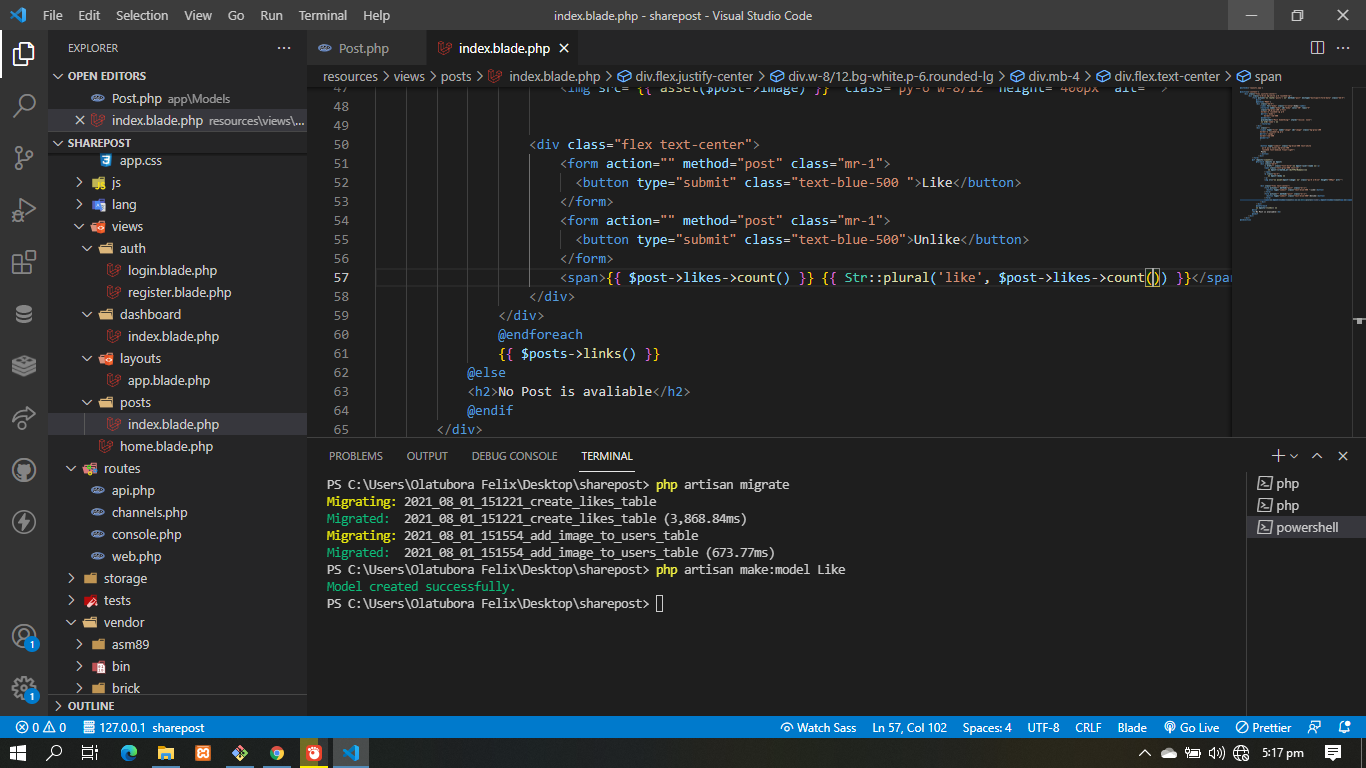 File Edit Selection View Go Run Terminal Help
index.blade.php - sharepost - Visual Studio Code
EXPLORER
OPEN EDITORS
Post.php app\Models
index.blade.php resources\views\...
SHAREPOST
app.css
js
lang
views
auth
login.blade.php
register.blade.php
dashboard
index.blade.php
layouts
app.blade.php
posts
index.blade.php
home.blade.php
routes
api.php
channels.php
console.php
web.php
storage
tests
vendor
asm89
bin
brick
OUTLINE
Post.php
index.blade.php
resources > views > posts > index.blade.php > div.flex.justify-center > div.w-8/12.bg-white.p-6.rounded-lg > div.mb-4 > div.flex.text-center > span
47 <img src="{{ asset($post->image) }}" class="py-6 w-8/12" height="400px" alt="">
48
49
50 <div class="flex text-center">
51 <form action="" method="post" class="mr-1">
52 <button type="submit" class="text-blue-500 ">Like</button>
53 </form>
54 <form action="" method="post" class="mr-1">
55 <button type="submit" class="text-blue-500">Unlike</button>
56 </form>
57 <span>{{ $post->likes->count() }} {{ Str::plural('like', $post->likes->count()) }}</spa
58 </div>
59 </div>
60 @endforeach
61 {{ $posts->links() }}
62 @else
63 <h2>No Post is avaliable</h2>
64 @endif
65 </div>
PROBLEMS OUTPUT DEBUG CONSOLE TERMINAL
PS C:\Users\Olatubora Felix\Desktop\sharepost> php artisan migrate
Migrating: 2021_08_01_151221_create_likes_table
Migrated: 2021_08_01_151221_create_likes_table (3,868.84ms)
Migrating: 2021_08_01_151554_add_image_to_users_table
Migrated: 2021_08_01_151554_add_image_to_users_table (673.77ms)
PS C:\Users\Olatubora Felix\Desktop\sharepost> php artisan make:model Like
Model created successfully.
PS C:\Users\Olatubora Felix\Desktop\sharepost>
php
php
powershell
1
1
0 0 127.0.0.1 sharepost
Watch Sass Ln 57, Col 102 Spaces: 4 UTF-8 CRLF Blade Go Live Prettier
5:17 pm